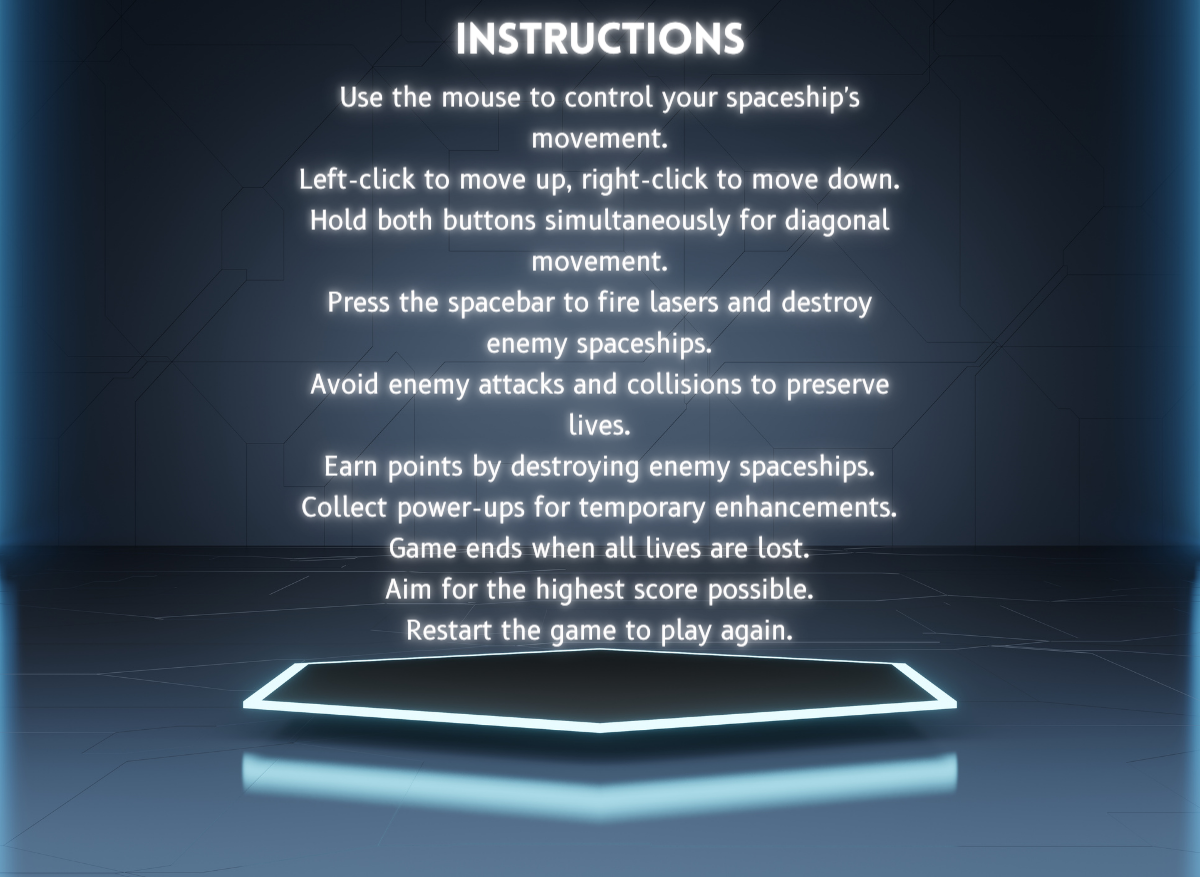 INSTRUCTIONS
Use the mouse to control your spaceship's
movement.
Left-click to move up, right-click to move down.
Hold both buttons simultaneously for diagonal
movement.
Press the spacebar to fire lasers and destroy
enemy spaceships.
Avoid enemy attacks and collisions to preserve
lives.
Earn points by destroying enemy spaceships.
Collect power-ups for temporary enhancements.
Game ends when all lives are lost.
Aim for the highest score possible.
Restart the game to play again.